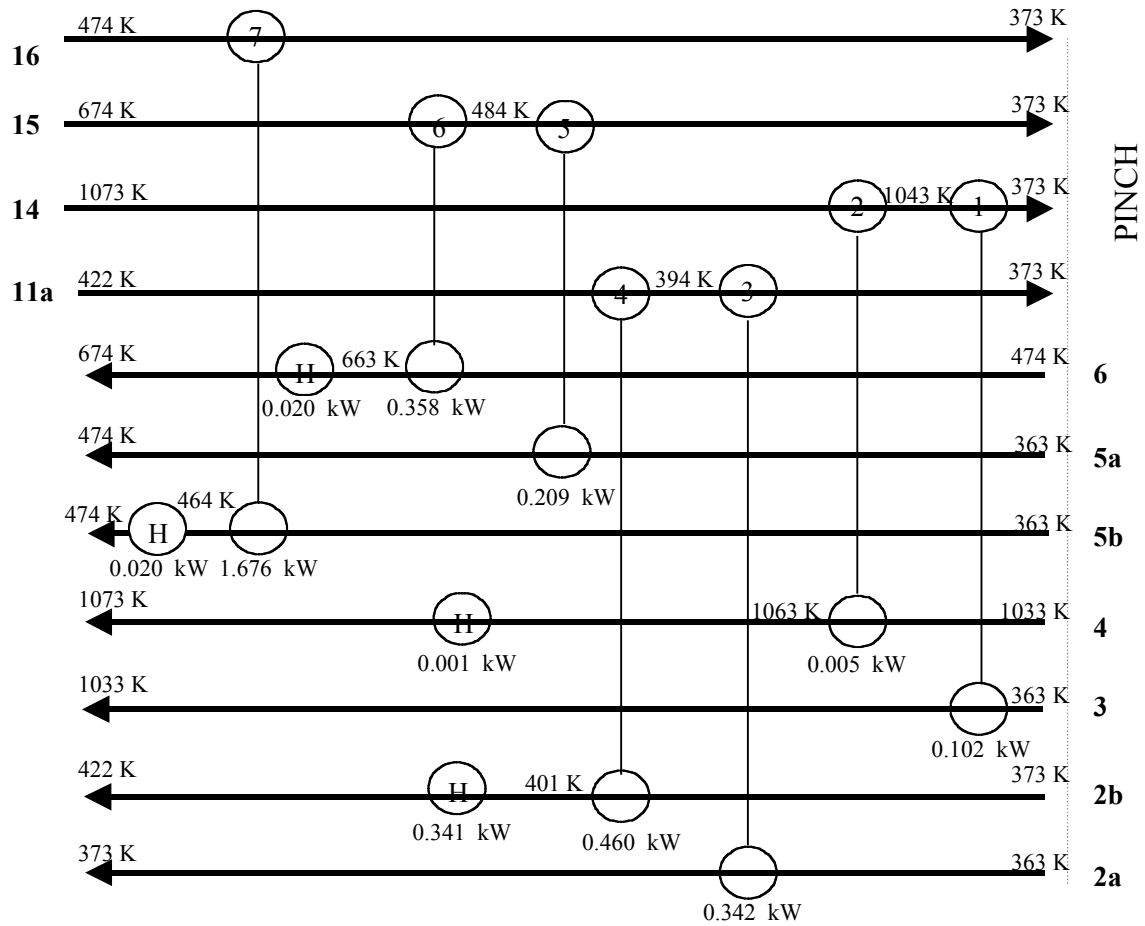 474 K 7 373 K
16
674 K 6 484 K 5 373 K
15
1073 K 2 1043 K 1 373 K
14
422 K 4 394 K 3 373 K
11a
PINCH
674 K H 663 K 474 K
6
0.020 kW 0.358 kW
474 K 363 K
5a
0.209 kW
474 K H 464 K 363 K
5b
0.020 kW 1.676 kW
1073 K H 1063 K 1033 K
4
0.001 kW 0.005 kW
1033 K 363 K
3
0.102 kW
422 K H 401 K 373 K
2b
0.341 kW 0.460 kW
373 K 363 K
2a
0.342 kW